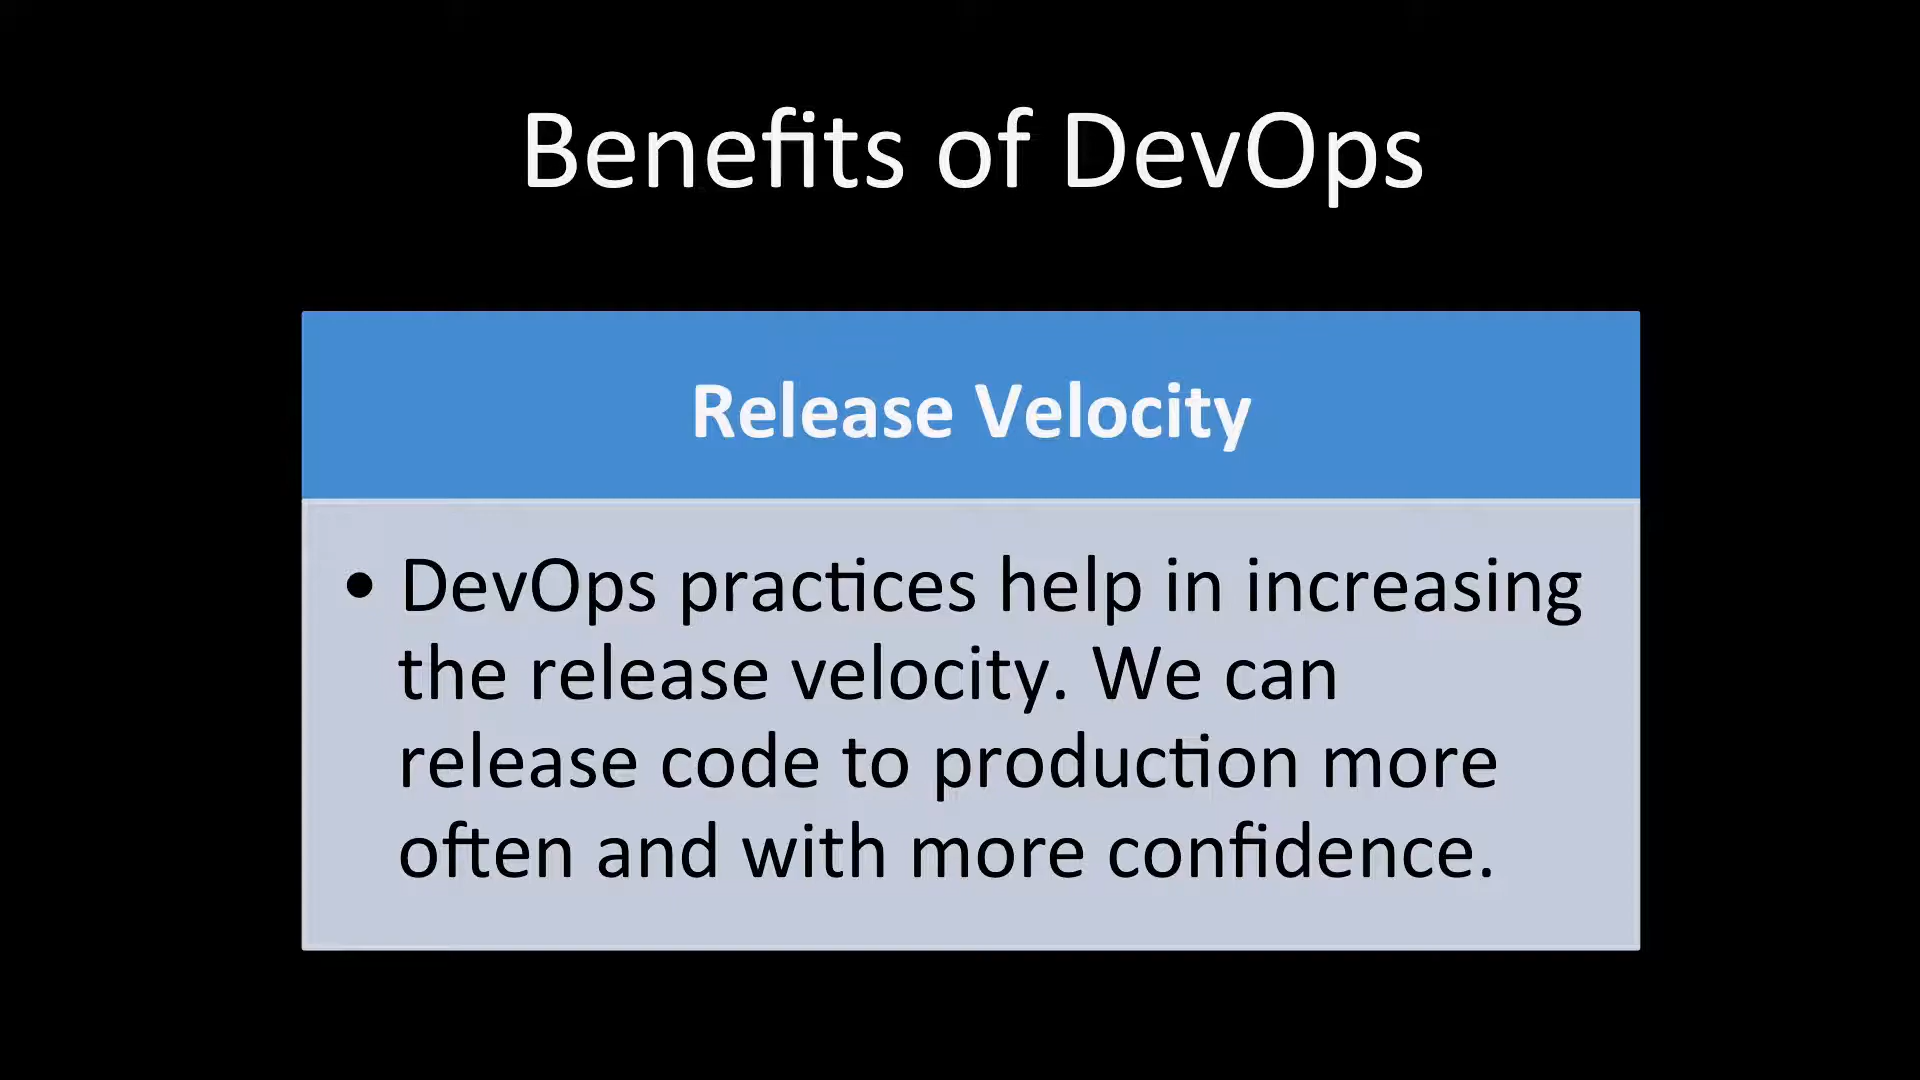 Benefits of DevOps
Release Velocity
• DevOps practices help in increasing
the release velocity. We can
release code to production more
often and with more confidence.